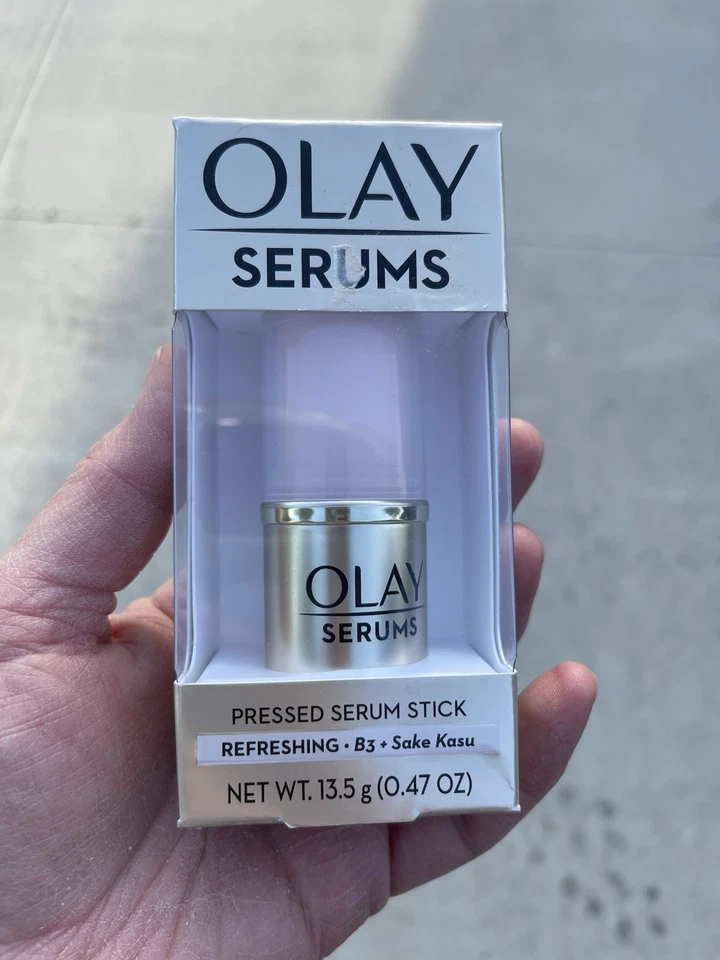 OLAY
SERUMS
OLAY
SERUMS
PRESSED SERUM STICK
REFRESHING • B3 + Sake Kasu
NET WT. 13.5 g (0.47 OZ)